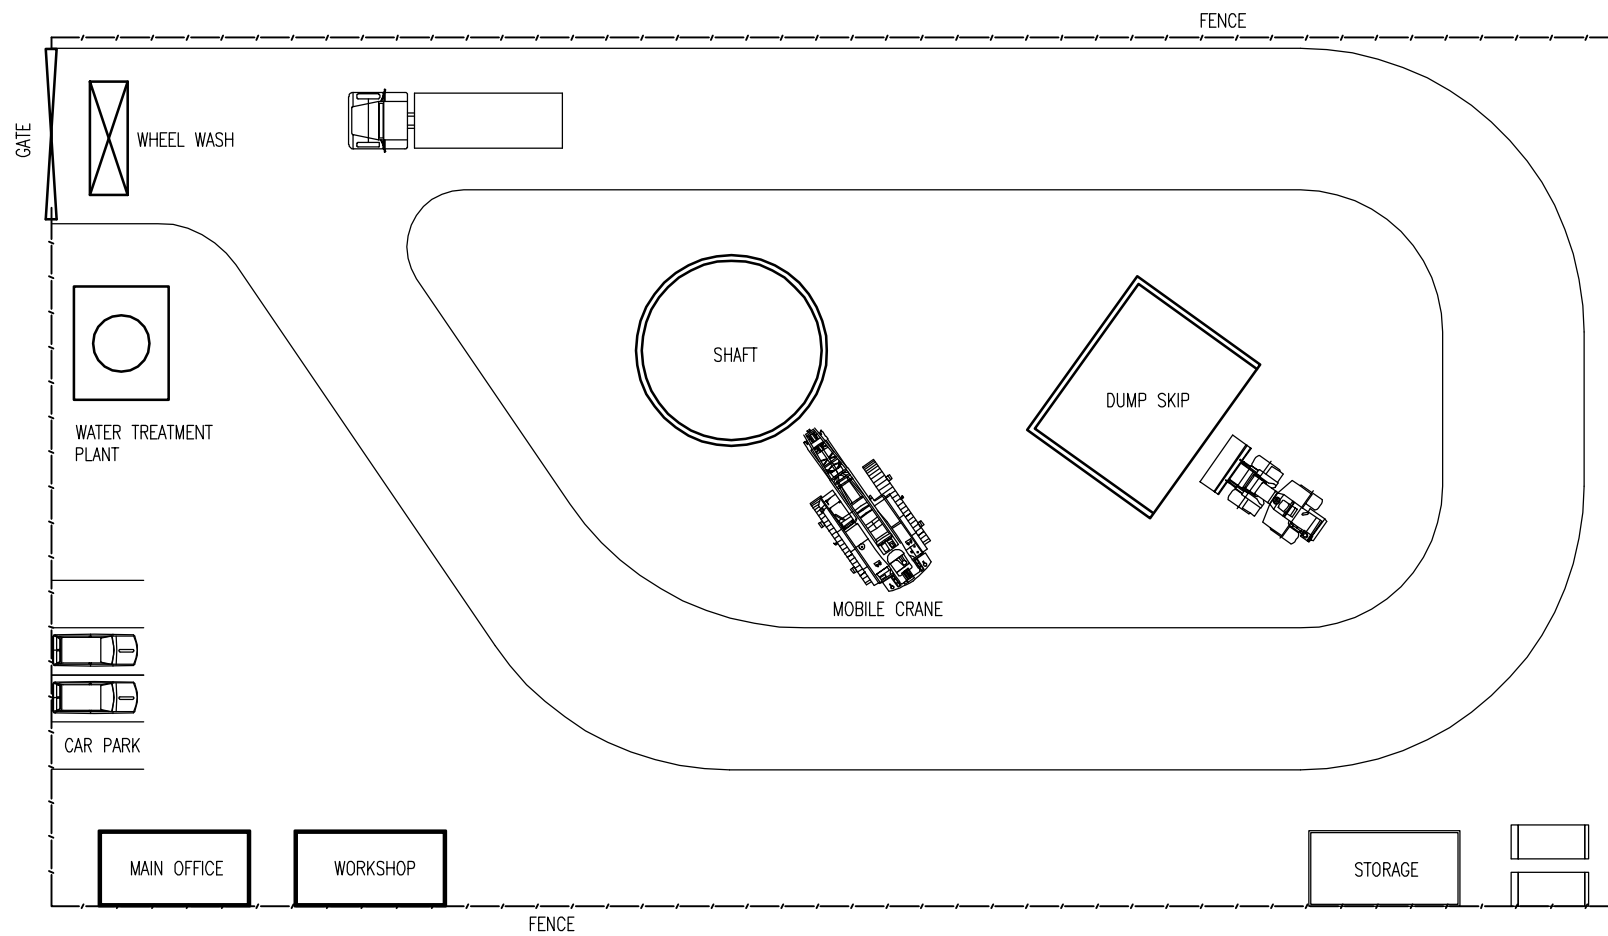 FENCE
GATE
WHEEL WASH
SHAFT
DUMP SKIP
WATER TREATMENT
PLANT
MOBILE CRANE
CAR PARK
MAIN OFFICE
WORKSHOP
STORAGE
FENCE